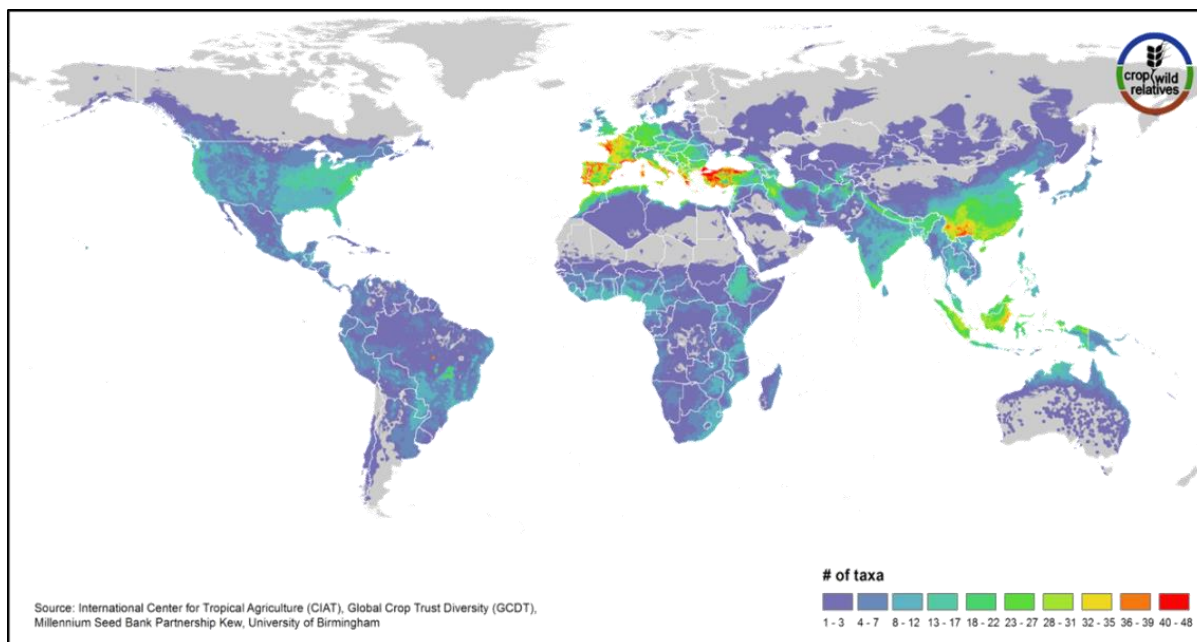 crop wild
relatives
# of taxa
1 - 3 4 - 7 8 - 12 13 - 17 18 - 22 23 - 27 28 - 31 32 - 35 36 - 39 40 - 48
Source: International Center for Tropical Agriculture (CIAT), Global Crop Trust Diversity (GCDT),
Millennium Seed Bank Partnership Kew, University of Birmingham